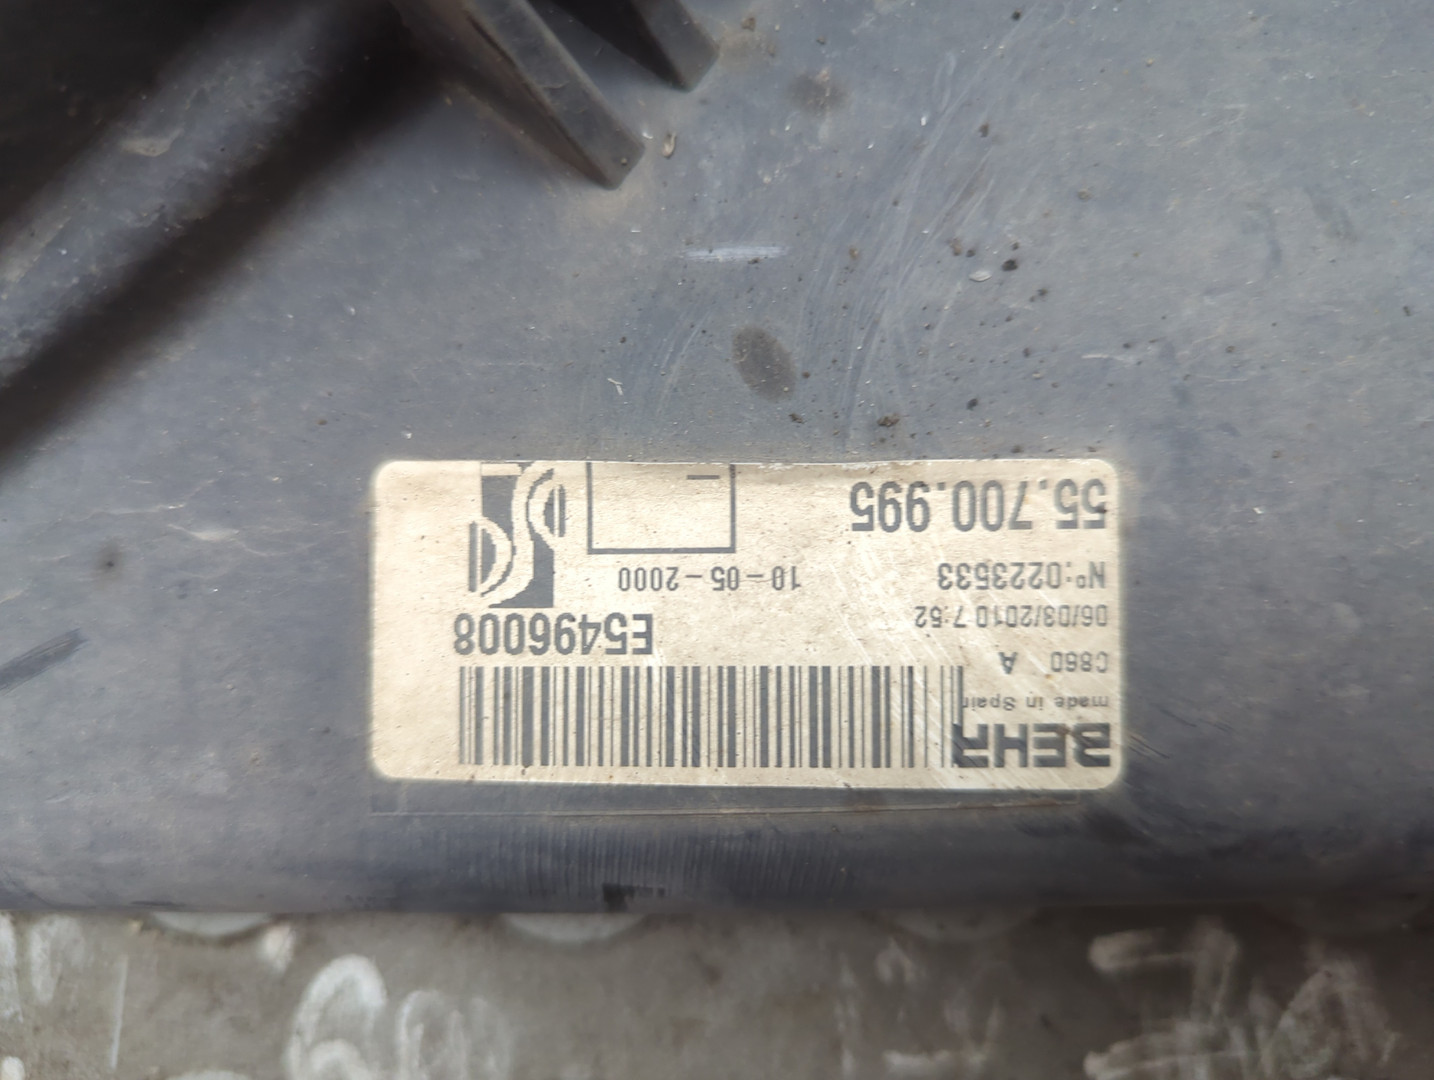 BEHR
made in Spain
C860 A
06/08/2010 7:52
Nº:0223533
55.700.995
E5496008
10-05-2000